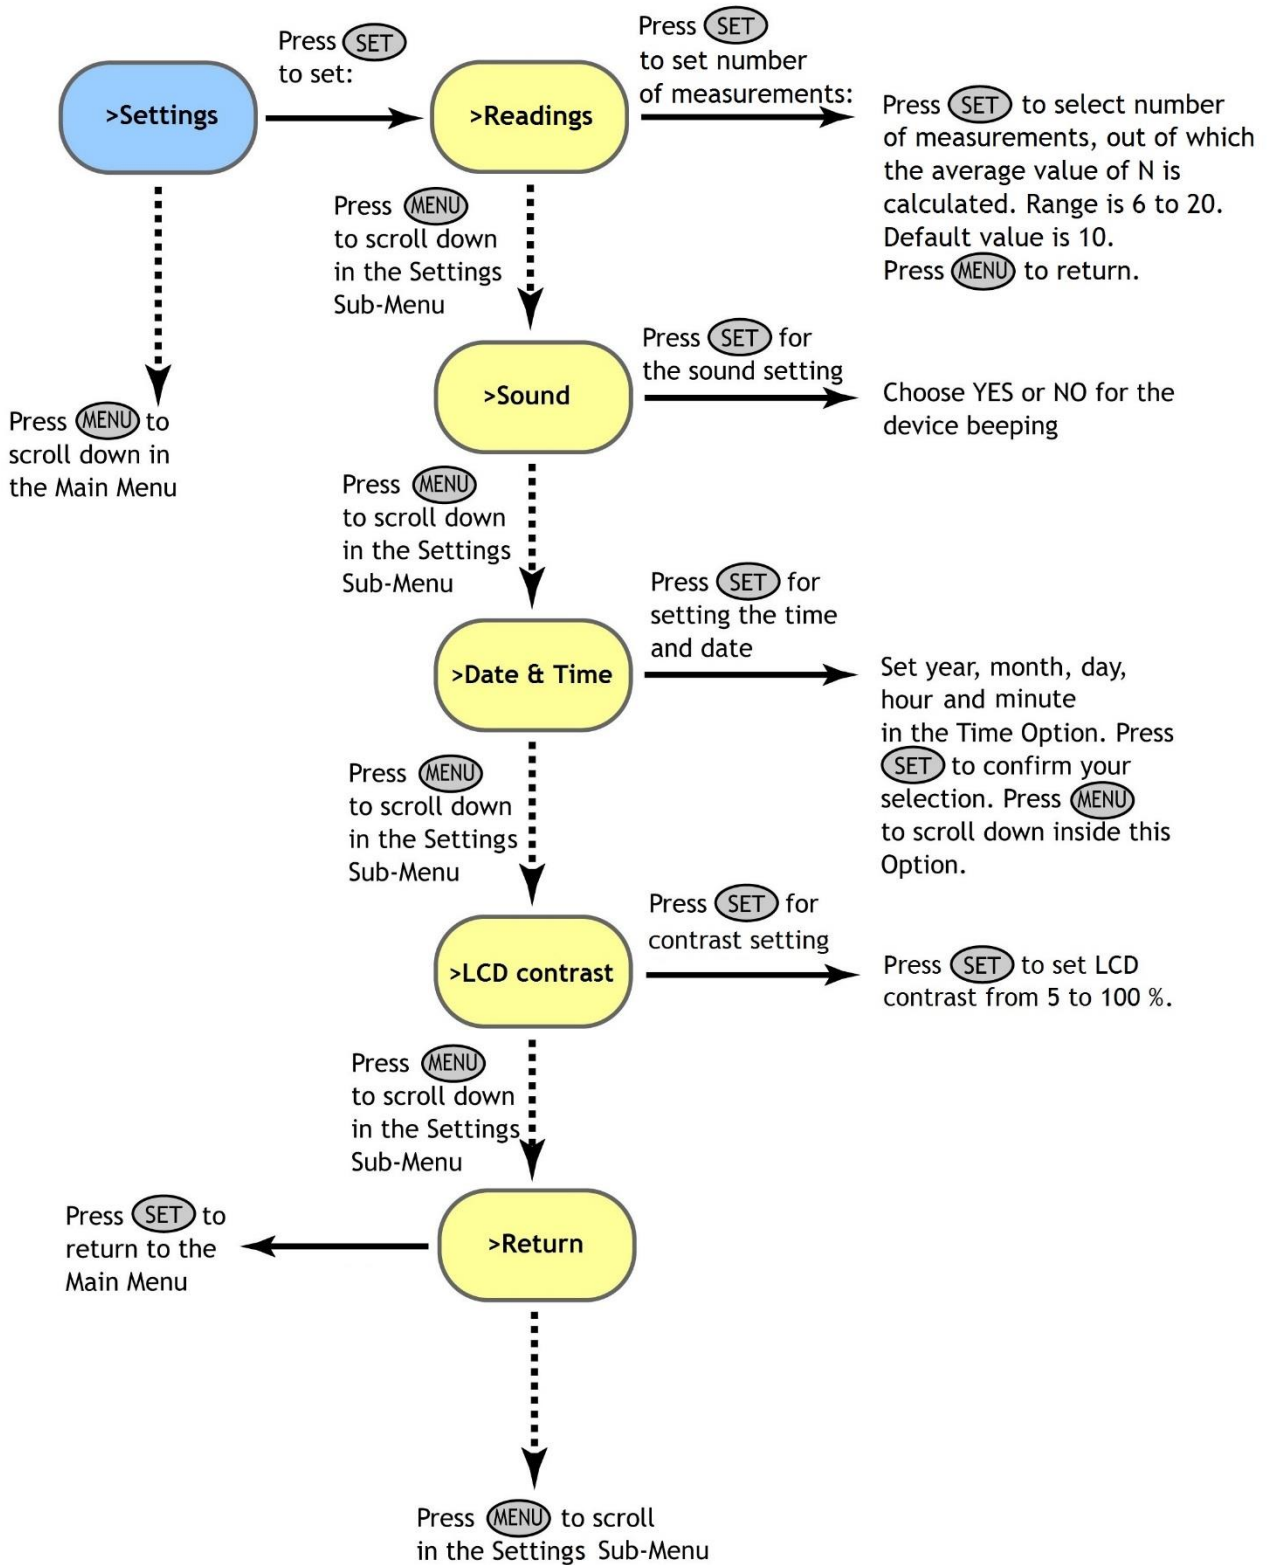 Press SET
to set:
Press SET
to set number
of measurements:
>Settings
>Readings
Press SET to select number
of measurements, out of which
the average value of N is
calculated. Range is 6 to 20.
Default value is 10.
Press MENU to return.
Press MENU
to scroll down
in the Settings
Sub-Menu
Press MENU to
scroll down in
the Main Menu
>Sound
Press SET for
the sound setting
Choose YES or NO for the
device beeping
Press MENU
to scroll down
in the Settings
Sub-Menu
>Date & Time
Press SET for
setting the time
and date
Set year, month, day,
hour and minute
in the Time Option. Press
SET to confirm your
selection. Press MENU
to scroll down inside this
Option.
Press MENU
to scroll down
in the Settings
Sub-Menu
>LCD contrast
Press SET for
contrast setting
Press SET to set LCD
contrast from 5 to 100 %.
Press MENU
to scroll down
in the Settings
Sub-Menu
>Return
Press SET to
return to the
Main Menu
Press MENU to scroll
in the Settings Sub-Menu